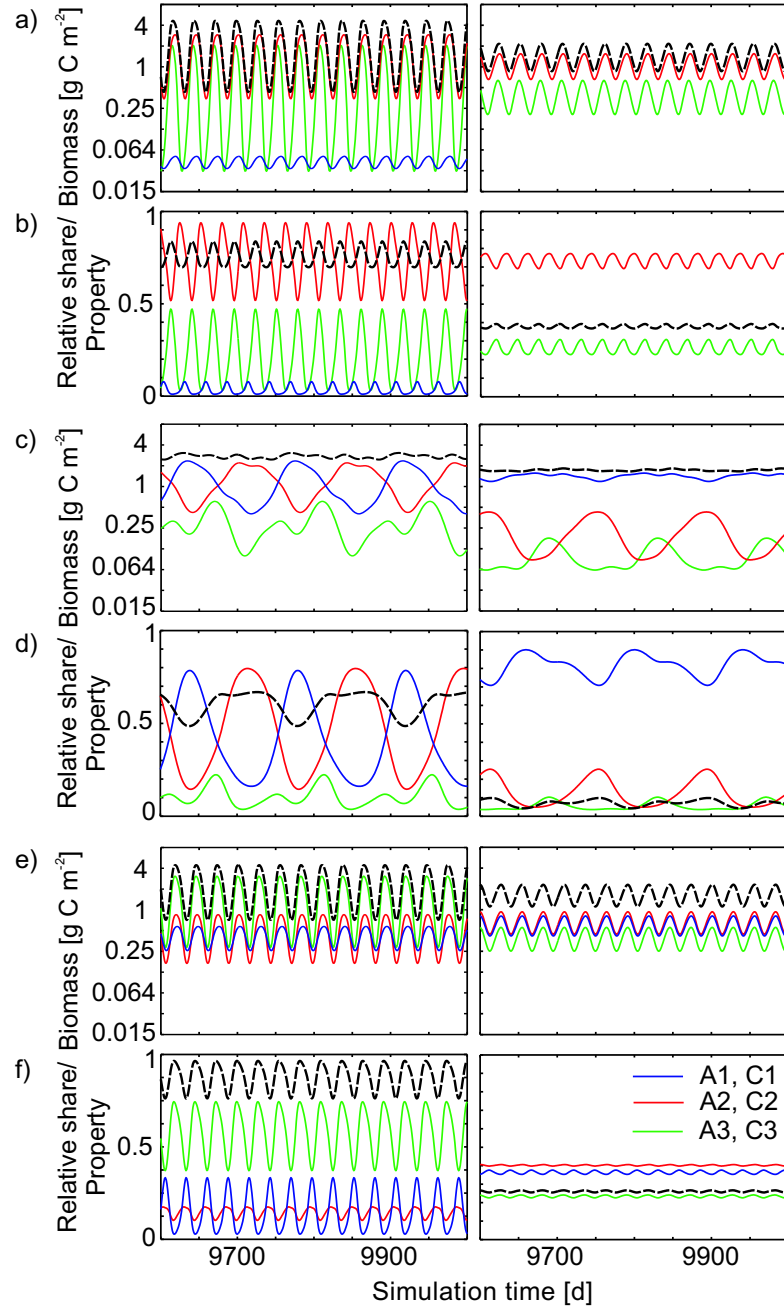 a)
Biomass [g C m⁻²]
4
1
0.25
0.064
0.015
b)
Relative share/
Property
1
0.5
0
c)
Biomass [g C m⁻²]
4
1
0.25
0.064
0.015
d)
Relative share/
Property
1
0.5
0
e)
Biomass [g C m⁻²]
4
1
0.25
0.064
0.015
f)
Relative share/
Property
1
0.5
0
A1, C1
A2, C2
A3, C3
9700 9900 9700 9900
Simulation time [d]